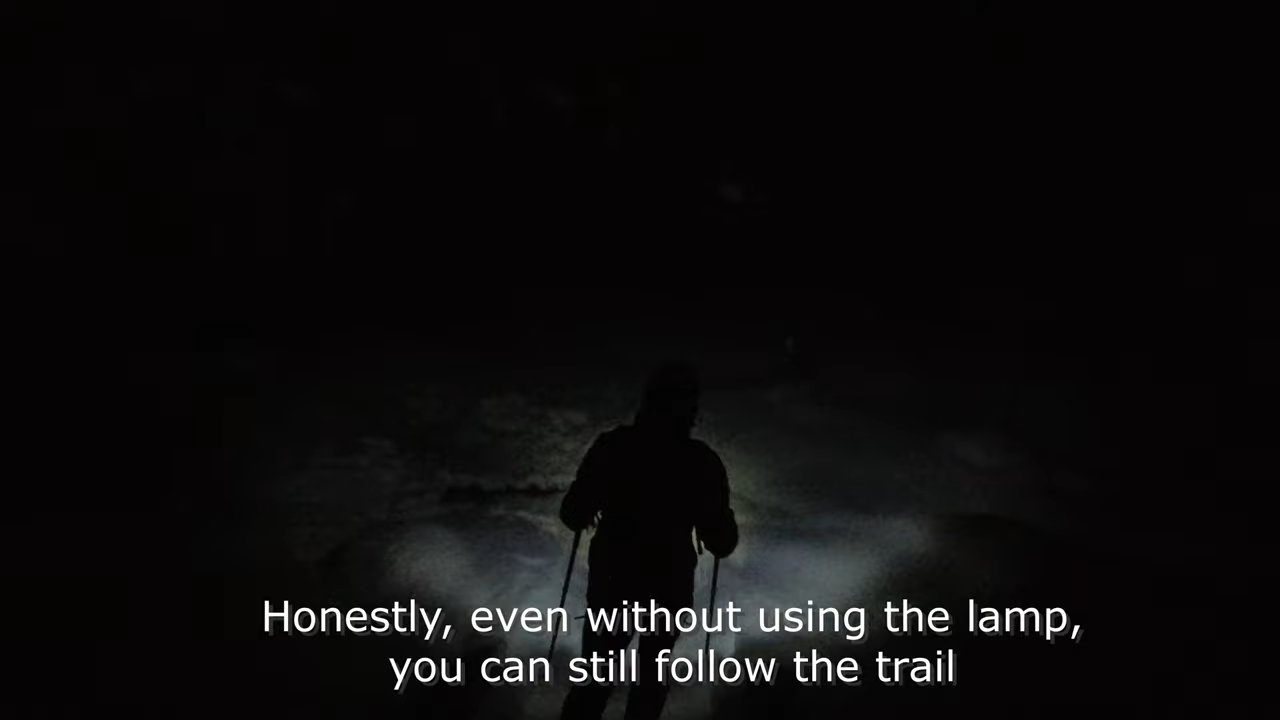 Honestly, even without using the lamp,
you can still follow the trail